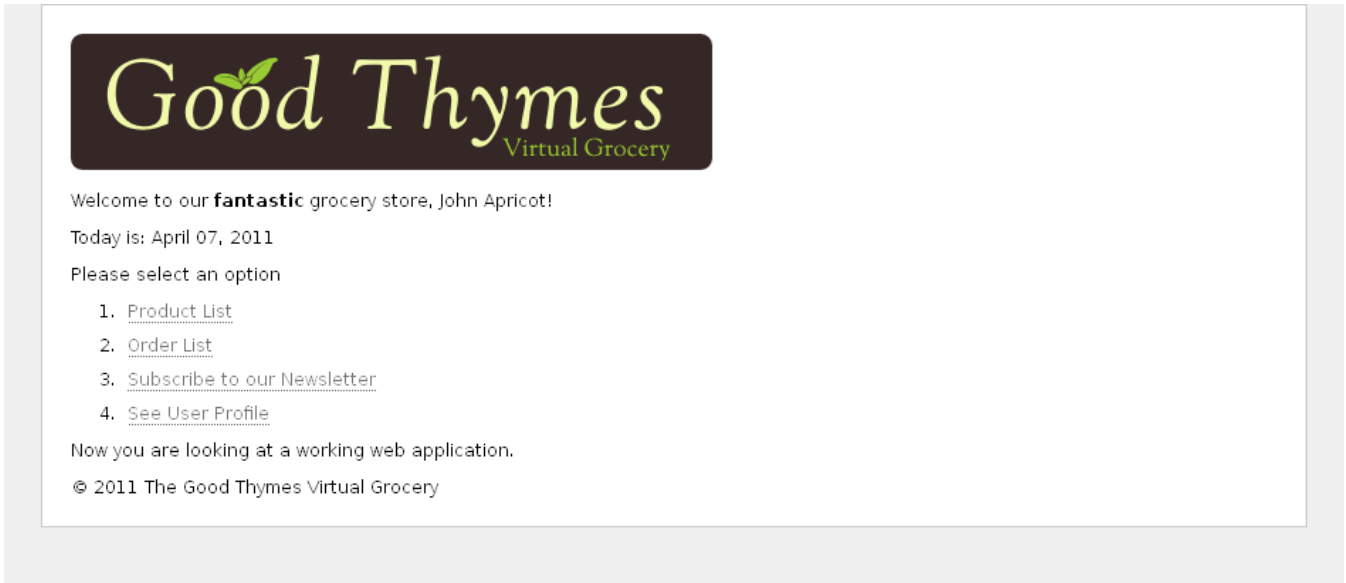 Good Thymes
Virtual Grocery
Welcome to our fantastic grocery store, John Apricot!
Today is: April 07, 2011
Please select an option
1. Product List
2. Order List
3. Subscribe to our Newsletter
4. See User Profile
Now you are looking at a working web application.
© 2011 The Good Thymes Virtual Grocery